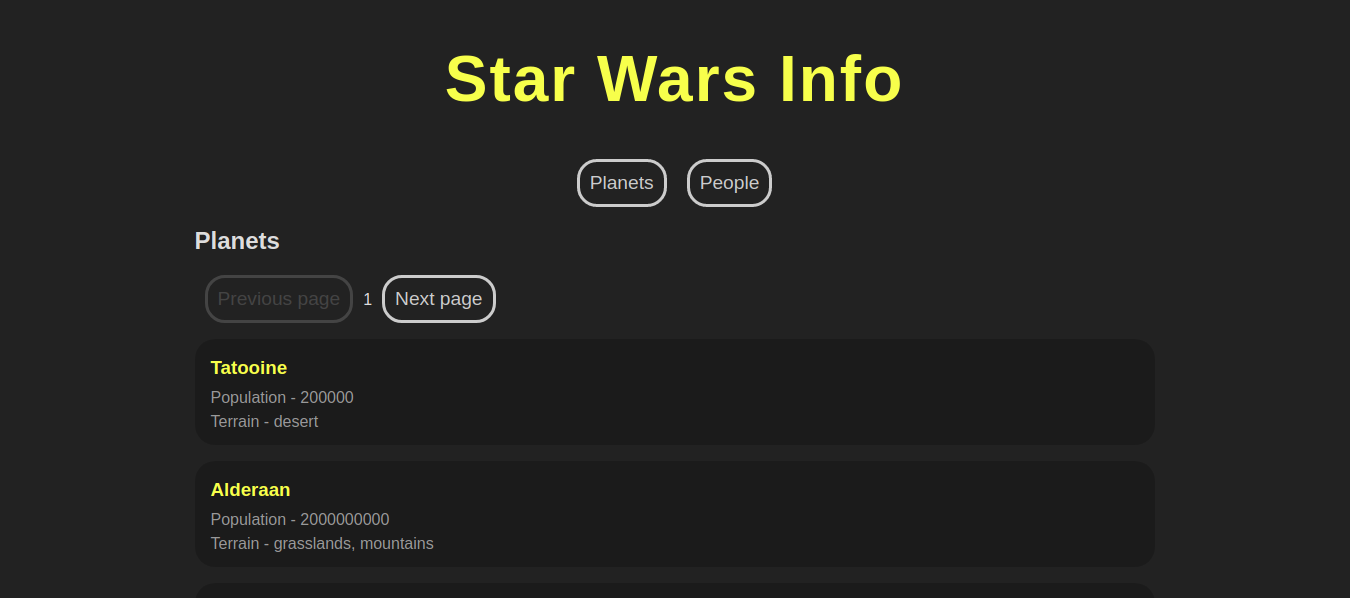 Star Wars Info
Planets People
Planets
Previous page 1 Next page
Tatooine
Population - 200000
Terrain - desert
Alderaan
Population - 2000000000
Terrain - grasslands, mountains